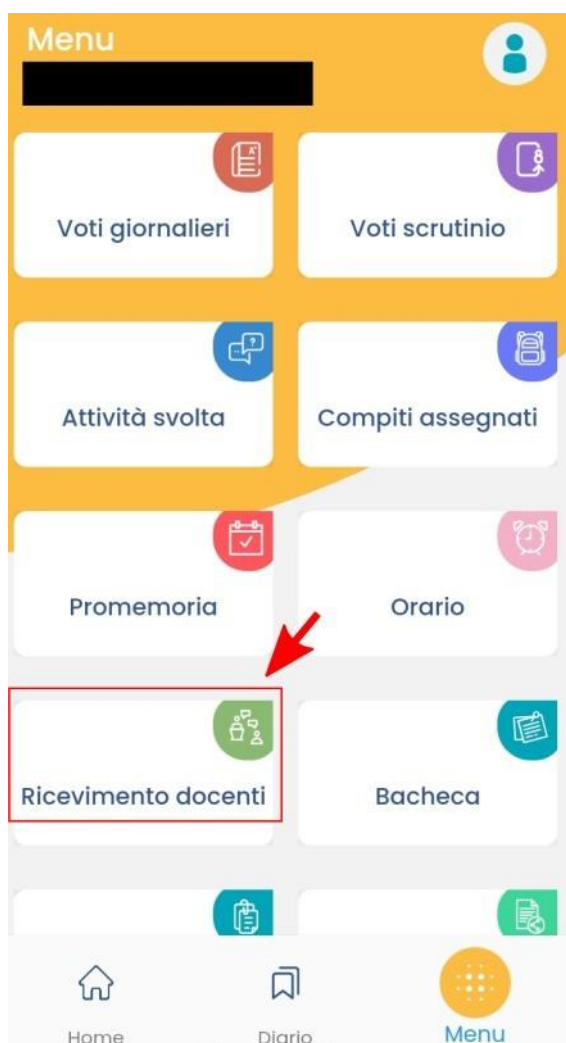 Menu
Voti giornalieri
Voti scrutinio
Attività svolta
Compiti assegnati
Promemoria
Orario
Ricevimento docenti
Bacheca
Home
Diario
Menu